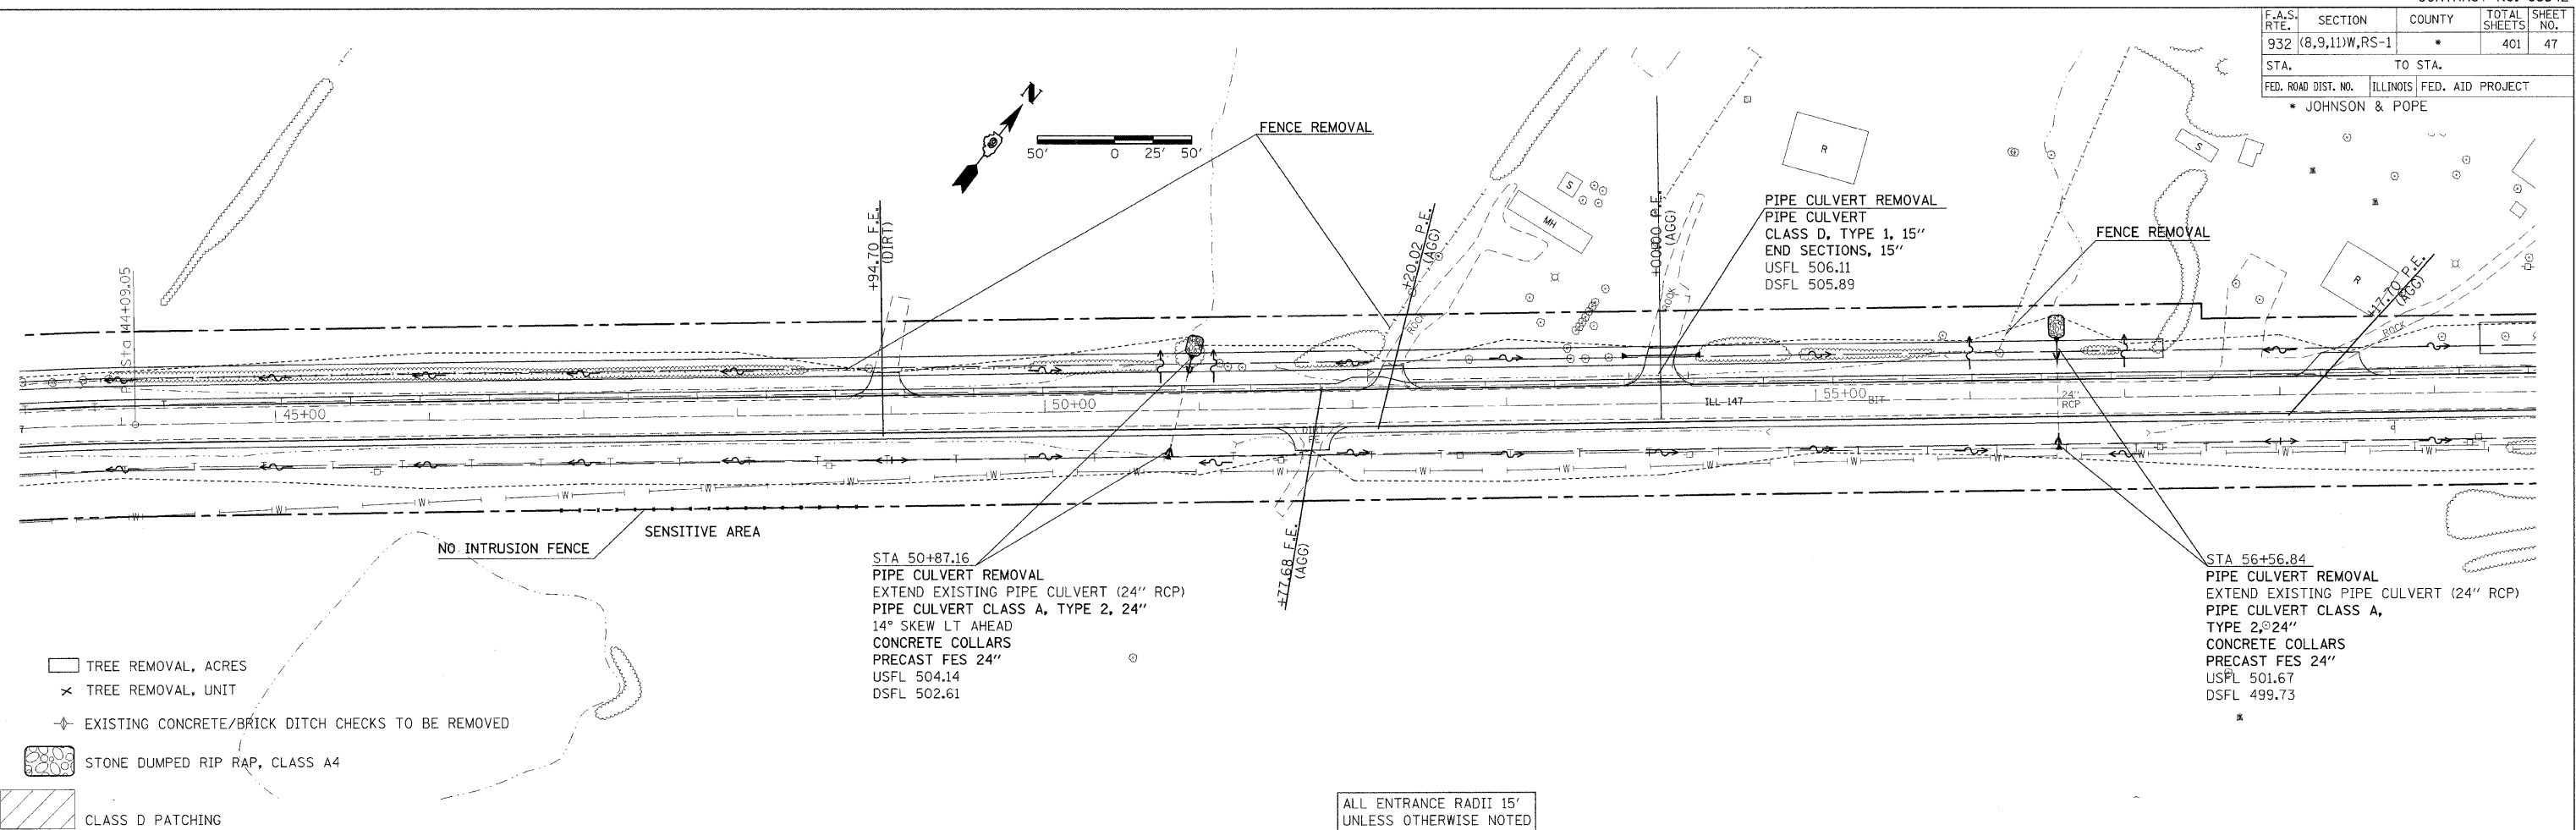 F.A.S. RTE. SECTION COUNTY TOTAL SHEETS SHEET NO.
932 (8,9,11)W,RS-1 * 401 47
STA. TO STA.
FED. ROAD DIST. NO. ILLINOIS FED. AID PROJECT
* JOHNSON & POPE
N
50' 0 25' 50'
FENCE REMOVAL
R
S
MH
S
R
PIPE CULVERT REMOVAL
PIPE CULVERT
CLASS D, TYPE 1, 15"
END SECTIONS, 15"
USFL 506.11
DSFL 505.89
FENCE REMOVAL
+94.70 F.E.
(DIRT)
+20.02 P.E.
(AGG)
+00.00 P.E.
(AGG)
+17.70 P.E.
(AGG)
ROCK
ROCK
ROCK
Sta 44+09.05
45+00
50+00
ILL 147
55+00
BIT
24"
RCP
NO INTRUSION FENCE
SENSITIVE AREA
+77.68 F.E.
(AGG)
STA 50+87.16
PIPE CULVERT REMOVAL
EXTEND EXISTING PIPE CULVERT (24" RCP)
PIPE CULVERT CLASS A, TYPE 2, 24"
14° SKEW LT AHEAD
CONCRETE COLLARS
PRECAST FES 24"
USFL 504.14
DSFL 502.61
STA 56+56.84
PIPE CULVERT REMOVAL
EXTEND EXISTING PIPE CULVERT (24" RCP)
PIPE CULVERT CLASS A,
TYPE 2, 24"
CONCRETE COLLARS
PRECAST FES 24"
USFL 501.67
DSFL 499.73
TREE REMOVAL, ACRES
TREE REMOVAL, UNIT
EXISTING CONCRETE/BRICK DITCH CHECKS TO BE REMOVED
STONE DUMPED RIP RAP, CLASS A4
CLASS D PATCHING
ALL ENTRANCE RADII 15'
UNLESS OTHERWISE NOTED